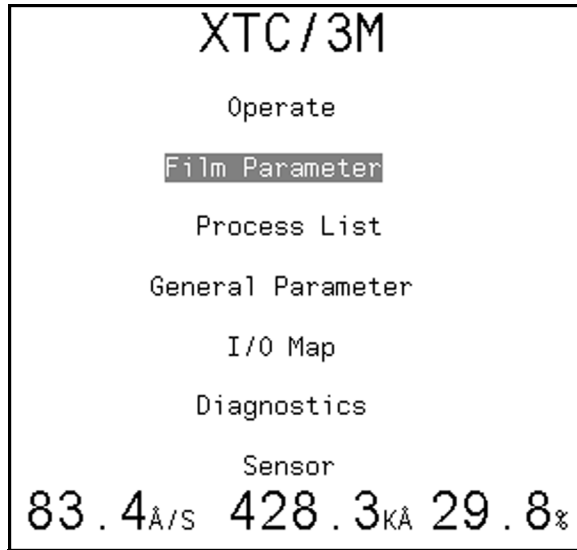 XTC/3M
Operate
Film Parameter
Process List
General Parameter
I/O Map
Diagnostics
Sensor
83.4Å/S 428.3KÅ 29.8%